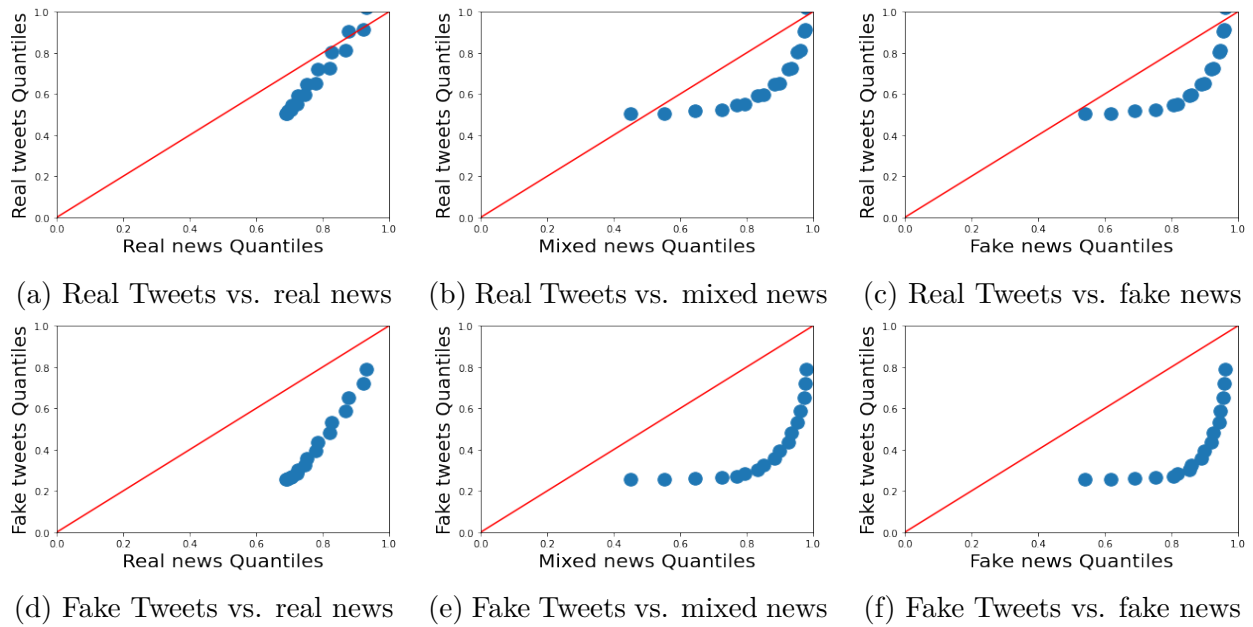 1.0 1.0 1.0
0.8 0.8 0.8
0.6 0.6 0.6
0.4 0.4 0.4
0.2 0.2 0.2
0.0 0.0 0.0
Real tweets Quantiles Real tweets Quantiles Real tweets Quantiles
0.0 0.2 0.4 0.6 0.8 1.0 0.0 0.2 0.4 0.6 0.8 1.0 0.0 0.2 0.4 0.6 0.8 1.0
Real news Quantiles Mixed news Quantiles Fake news Quantiles
(a) Real Tweets vs. real news (b) Real Tweets vs. mixed news (c) Real Tweets vs. fake news
1.0 1.0 1.0
0.8 0.8 0.8
0.6 0.6 0.6
0.4 0.4 0.4
0.2 0.2 0.2
0.0 0.0 0.0
Fake tweets Quantiles Fake tweets Quantiles Fake tweets Quantiles
0.0 0.2 0.4 0.6 0.8 1.0 0.0 0.2 0.4 0.6 0.8 1.0 0.0 0.2 0.4 0.6 0.8 1.0
Real news Quantiles Mixed news Quantiles Fake news Quantiles
(d) Fake Tweets vs. real news (e) Fake Tweets vs. mixed news (f) Fake Tweets vs. fake news